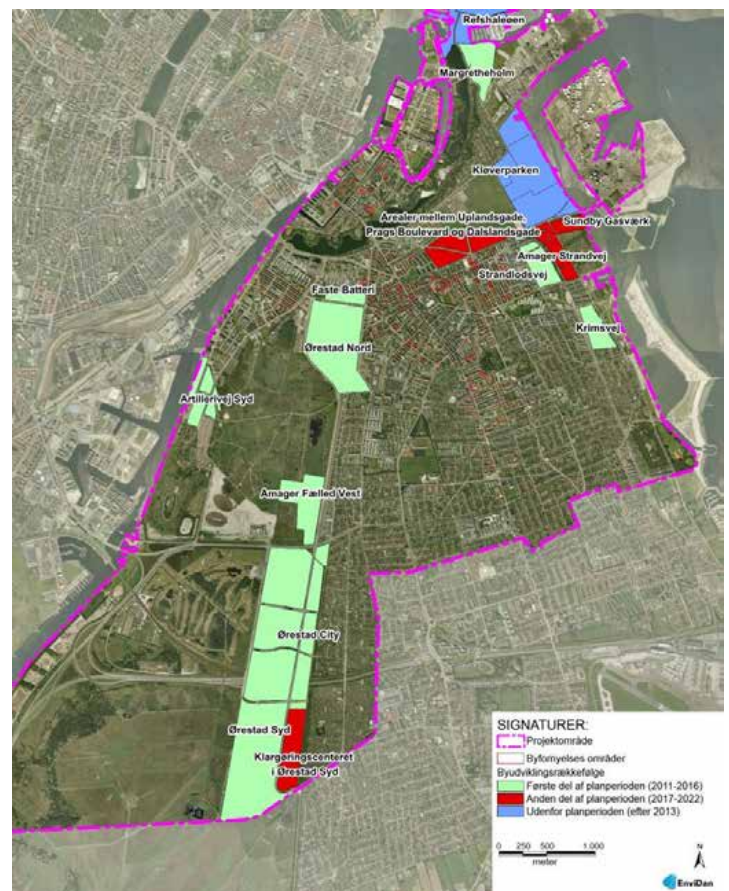 Refshaleøen
Margretheholm
Kløverparken
Arealer mellem Uplandsgade,
Prags Boulevard og Dalslandsgade
Sundby Gasværk
Amager Strandvej
Strandlodsvej
Faste Batteri
Krimsvej
Ørestad Nord
Artillerivej Syd
Amager Fælled Vest
Ørestad City
Ørestad Syd
Klargøringscenteret
i Ørestad Syd
SIGNATURER:
Projektområde
Byfornyelses områder
Byudviklingsrækkefølge
Første del af planperioden (2011-2016)
Anden del af planperioden (2017-2022)
Udenfor planperioden (efter 2013)
0 250 500 1.000
meter
N
EnviDan